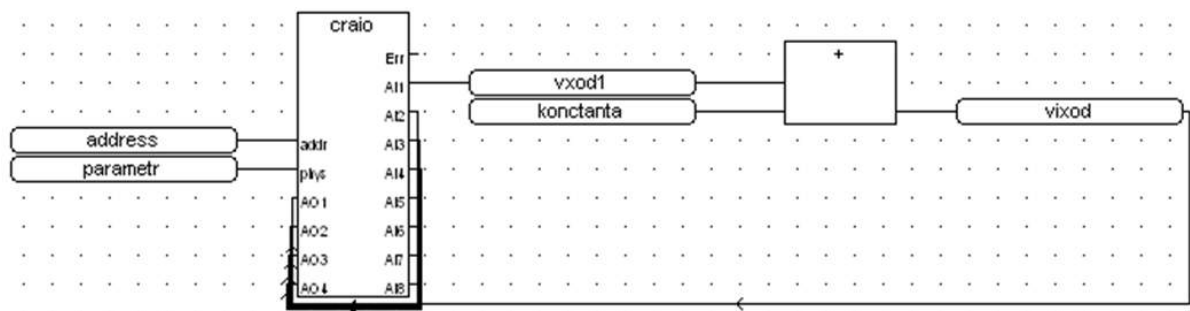 craio
Err
AI1
AI2
AI3
AI4
AI5
AI6
AI7
AI8
addr
phys
AO1
AO2
AO3
AO4
address
parametr
vxod1
konctanta
+
vixod